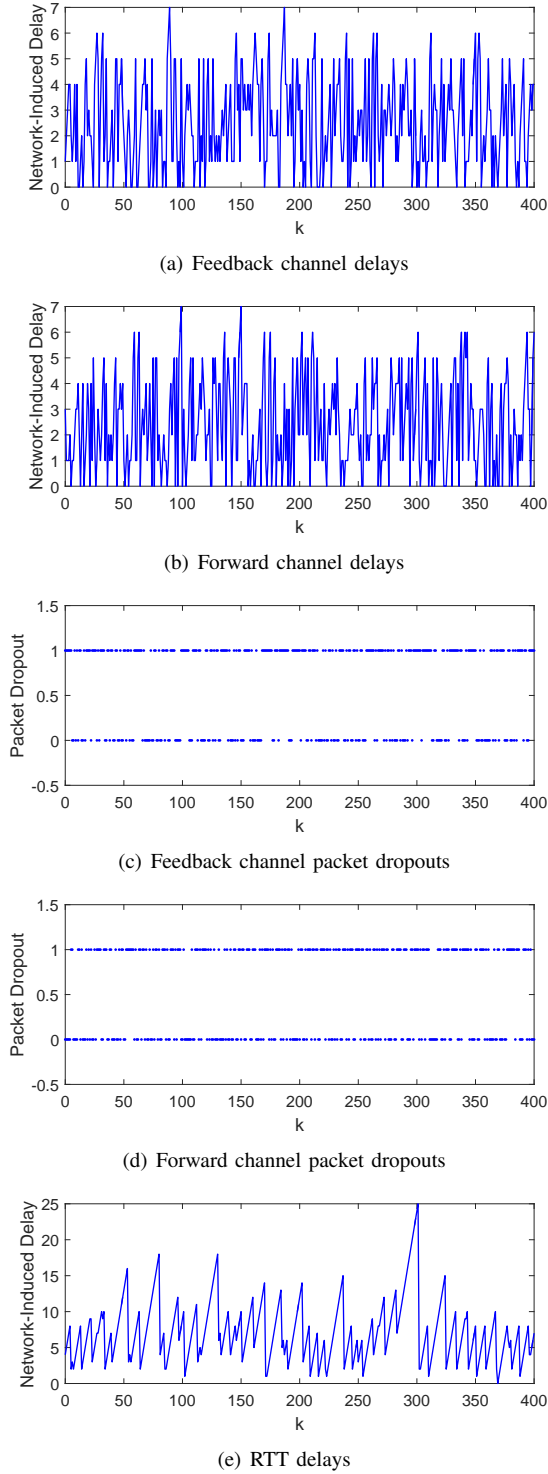 7
6
5
4
3
2
1
0
Network-Induced Delay
0 50 100 150 200 250 300 350 400
k
(a) Feedback channel delays
7
6
5
4
3
2
1
0
Network-Induced Delay
0 50 100 150 200 250 300 350 400
k
(b) Forward channel delays
1.5
1
0.5
0
-0.5
Packet Dropout
0 50 100 150 200 250 300 350 400
k
(c) Feedback channel packet dropouts
1.5
1
0.5
0
-0.5
Packet Dropout
0 50 100 150 200 250 300 350 400
k
(d) Forward channel packet dropouts
25
20
15
10
5
0
Network-Induced Delay
0 50 100 150 200 250 300 350 400
k
(e) RTT delays